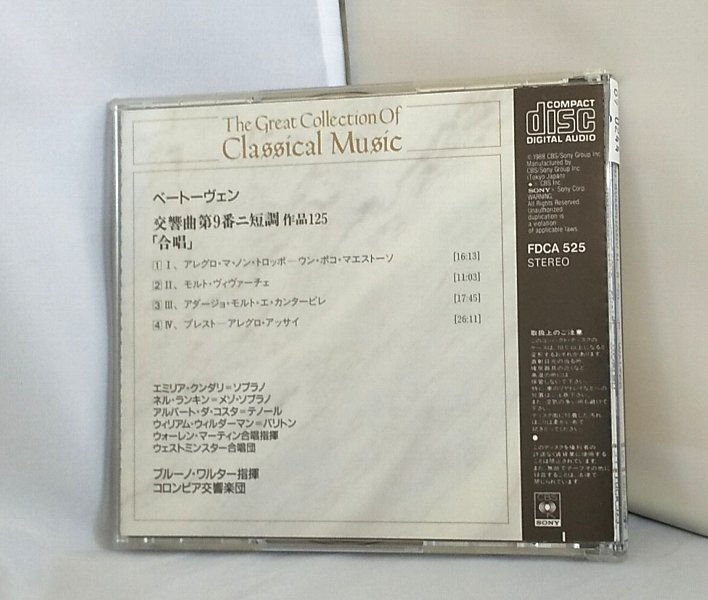 The Great Collection Of
Classical Music
ベートーヴェン
交響曲第9番ニ短調 作品125
「合唱」
1 I、アレグロ・マ・ノン・トロッポーウン・ポコ・マエストーソ [16:13]
2 II、モルト・ヴィヴァーチェ [11:03]
3 III、アダージョ・モルト・エ・カンタービレ [17:45]
4 IV、プレストーアレグロ・アッサイ [26:11]
エミリア・クンダリ=ソプラノ
ネル・ランキン=メゾ・ソプラノ
アルバート・ダ・コスタ=テノール
ウィリアム・ウィルダーマン=バリトン
ウォーレン・マーティン合唱指揮
ウェストミンスター合唱団
ブルーノ・ワルター指揮
コロンビア交響楽団
COMPACT
disc
DIGITAL AUDIO
© 1988 CBS/Sony Group Inc.
Manufactured by
CBS/Sony Group Inc.
(Tokyo Japan)
CBS Inc.
SONY Sony Corp.
WARNING:
All Rights Reserved.
Unauthorized
duplication is
a violation
of applicable laws.
FDCA 525
STEREO
取扱上のご注意
CBS
SONY